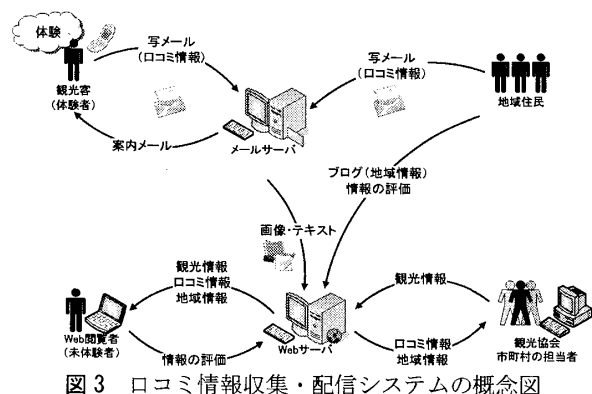 体験
観光客
(体験者)
写メール
(口コミ情報)
案内メール
メールサーバ
写メール
(口コミ情報)
地域住民
ブログ(地域情報)
情報の評価
画像・テキスト
観光情報
口コミ情報
地域情報
Web閲覧者
(未体験者)
情報の評価
Webサーバ
観光情報
口コミ情報
地域情報
観光協会
市町村の担当者
図3 口コミ情報収集・配信システムの概念図